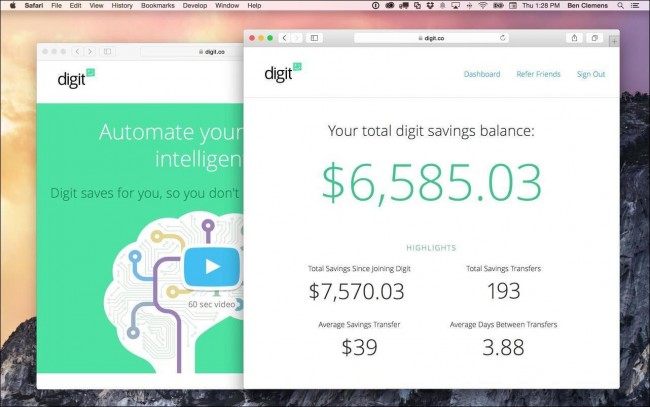 Safari File Edit View History Bookmarks Develop Window Help Thu 1:28 PM Ben Clemens
digit.co
digit
Automate your
intelligen
Digit saves for you, so you don't
60 sec video
digit.co
digit
Dashboard Refer Friends Sign Out
Your total digit savings balance:
$6,585.03
HIGHLIGHTS
Total Savings Since Joining Digit Total Savings Transfers
$7,570.03 193
Average Savings Transfer Average Days Between Transfers
$39 3.88